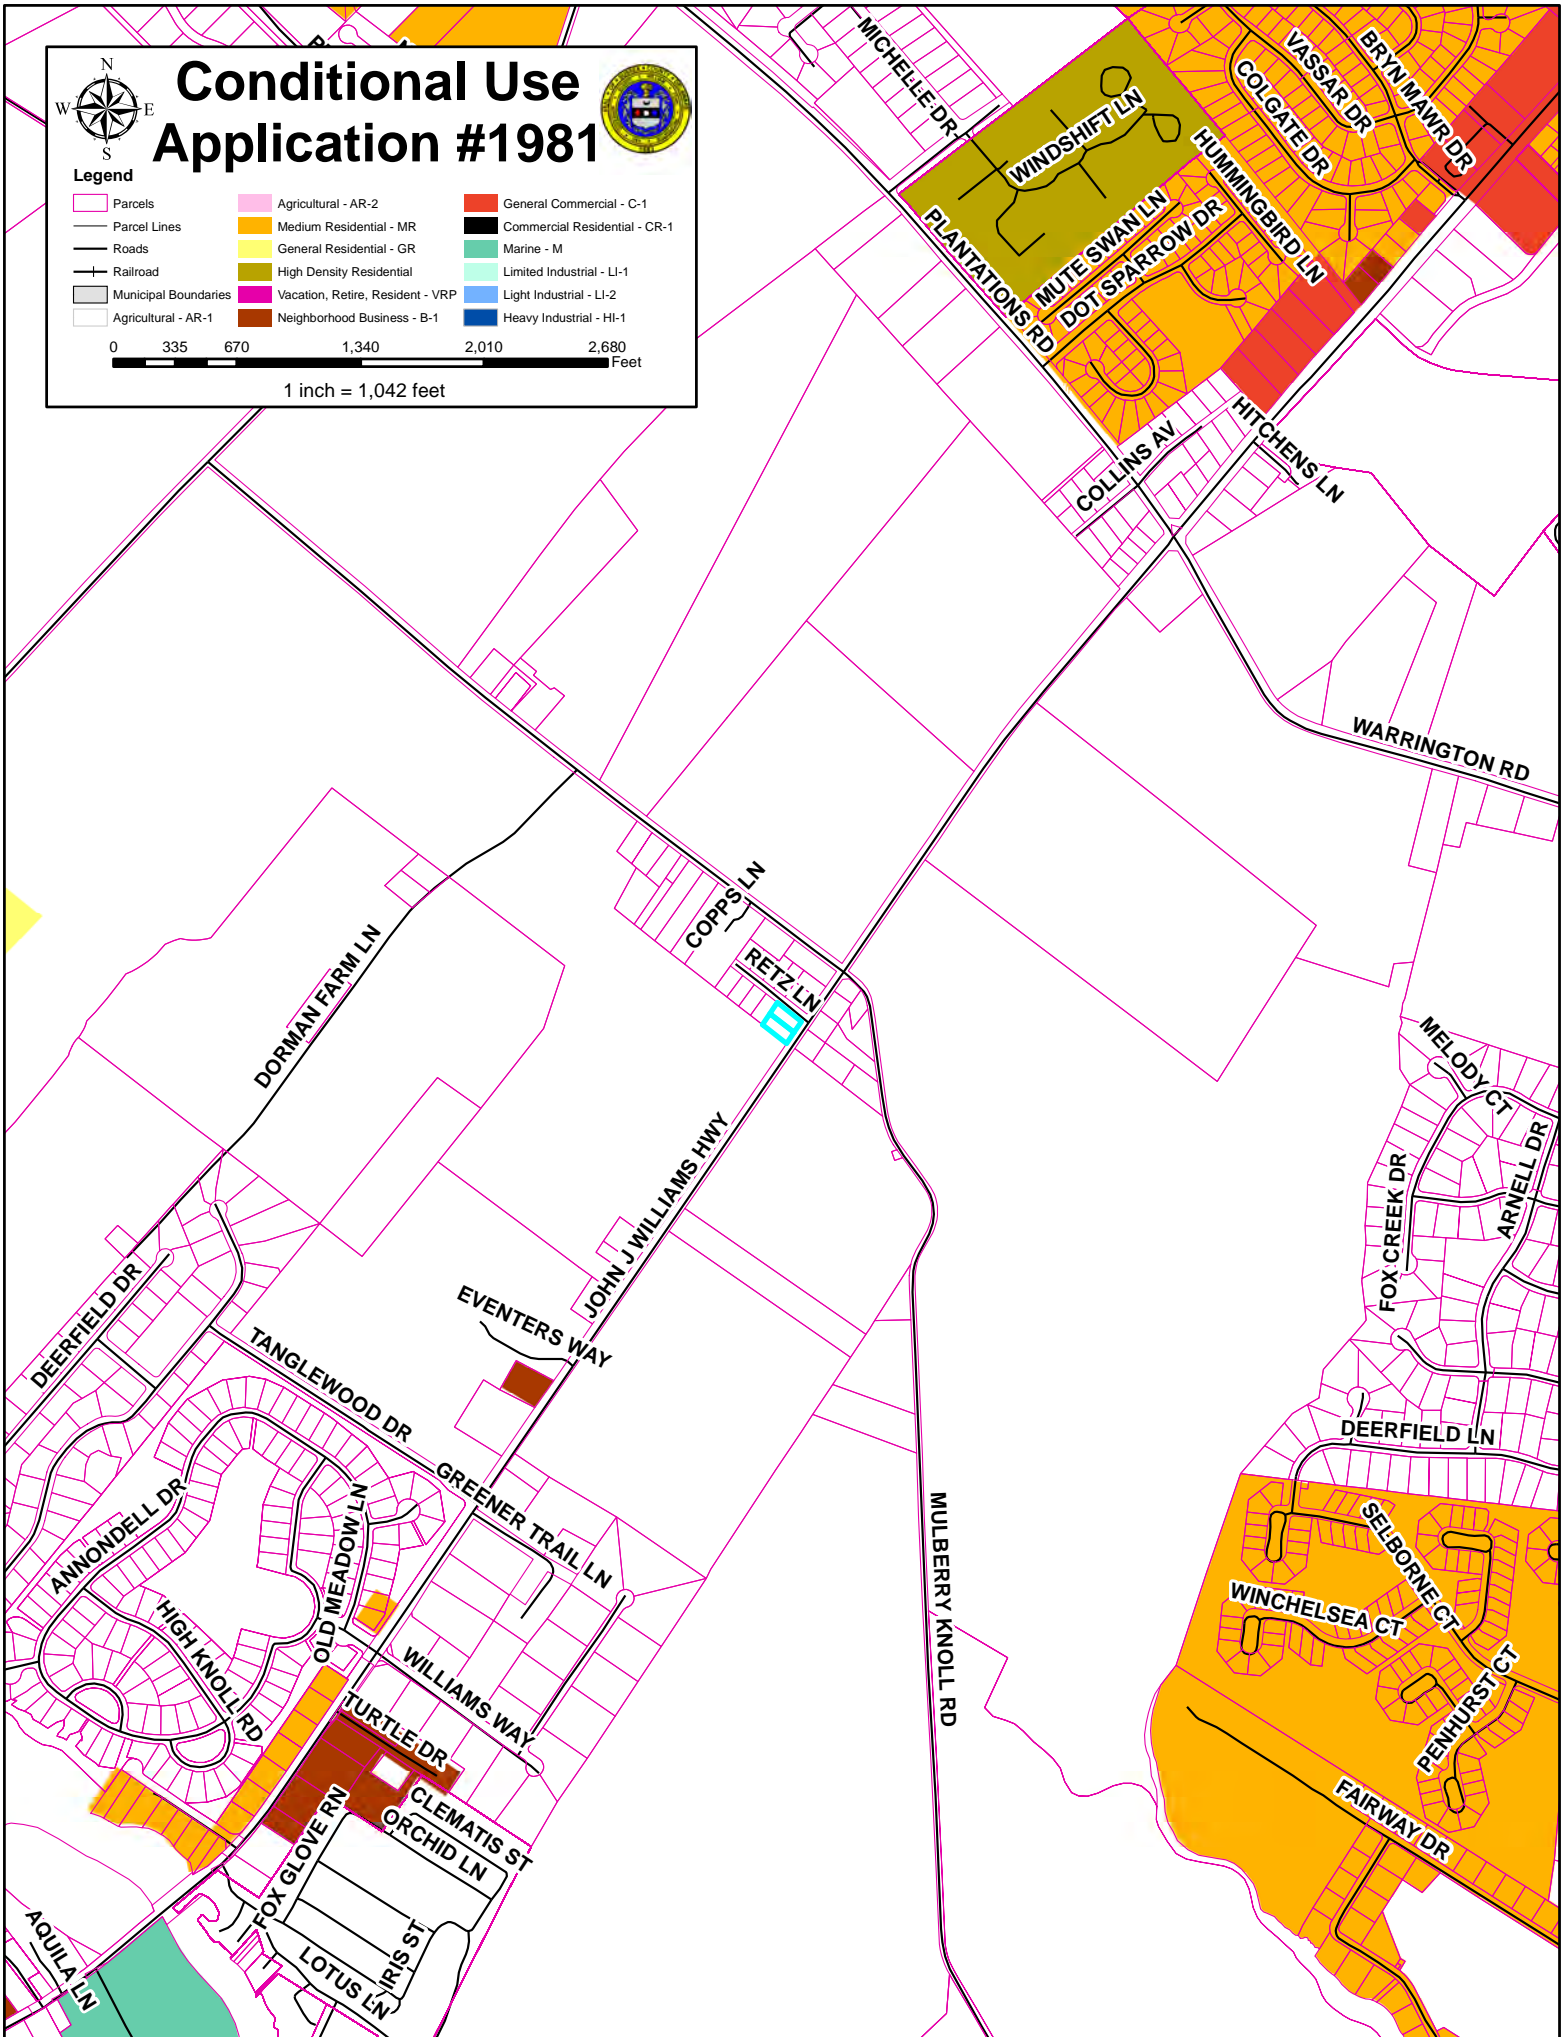 Conditional Use
Application #1981
N
W
E
S
Legend
Parcels
Parcel Lines
Roads
Railroad
Municipal Boundaries
Agricultural - AR-1
Agricultural - AR-2
Medium Residential - MR
General Residential - GR
High Density Residential
Vacation, Retire, Resident - VRP
Neighborhood Business - B-1
General Commercial - C-1
Commercial Residential - CR-1
Marine - M
Limited Industrial - LI-1
Light Industrial - LI-2
Heavy Industrial - HI-1
0 335 670 1,340 2,010 2,680
Feet
1 inch = 1,042 feet
MICHELLE DR
WINDSHIFT LN
VASSAR DR
BRYN MAWR DR
COLGATE DR
HUMMINGBIRD LN
MUTE SWAN LN
DOT SPARROW DR
PLANTATIONS RD
COLLINS AV
HITCHENS LN
WARRINGTON RD
COPPS LN
RETZ LN
DORMAN FARM LN
MELODY CT
ARNELL DR
FOX CREEK DR
JOHN J WILLIAMS HWY
EVENTERS WAY
DEERFIELD DR
TANGLEWOOD DR
GREENER TRAIL LN
DEERFIELD LN
ANNONDELL DR
OLD MEADOW LN
HIGH KNOLL RD
MULBERRY KNOLL RD
SELBORNE CT
WINCHELSEA CT
PENHURST CT
WILLIAMS WAY
TURTLE DR
FAIRWAY DR
CLEMATIS ST
ORCHID LN
FOX GLOVE RN
IRIS ST
LOTUS LN
AQUILA LN